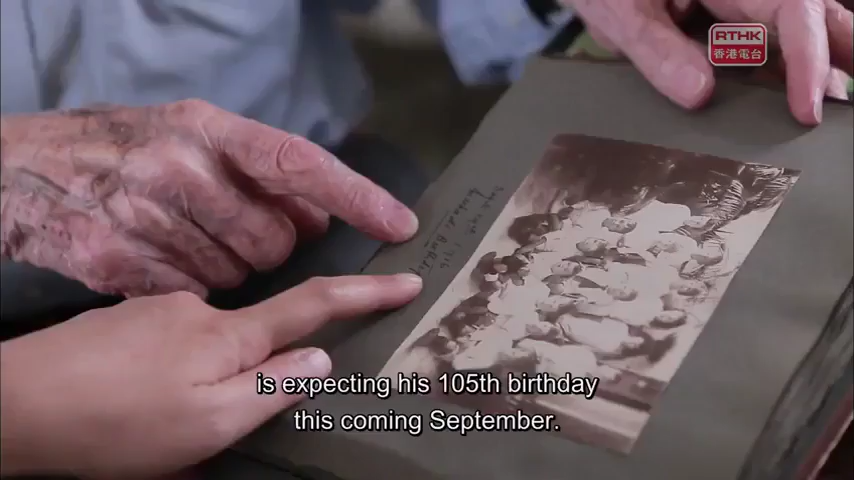 RTHK
香港電台
is expecting his 105th birthday
this coming September.